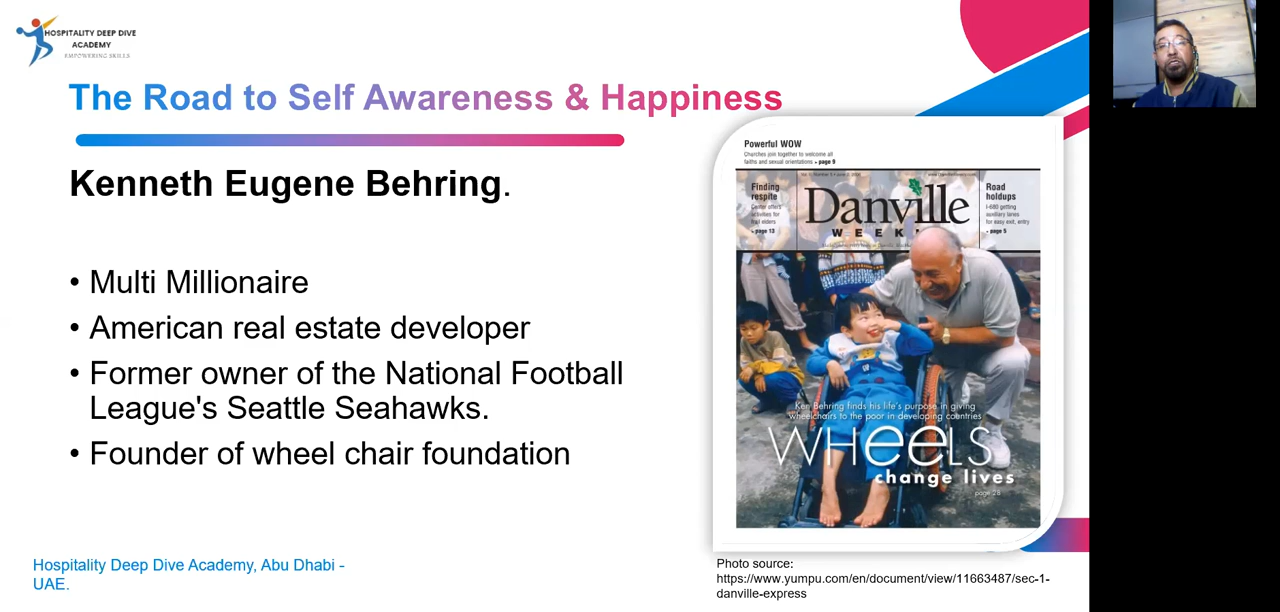 HOSPITALITY DEEP DIVE
ACADEMY
EMPOWERING SKILLS
The Road to Self Awareness & Happiness
Kenneth Eugene Behring.
• Multi Millionaire
• American real estate developer
• Former owner of the National Football
League's Seattle Seahawks.
• Founder of wheel chair foundation
Hospitality Deep Dive Academy, Abu Dhabi -
UAE.
Powerful WOW
Churches join together to welcome all
faiths and sexual orientations • page 9
Finding
respite
Center offers
activities for
frail elders
• page 13
Danville
WEEK
Road
holdups
I-680 getting
auxiliary lanes
for easy exit, entry
• page 5
Ken Behring finds his life's purpose in giving
wheelchairs to the poor in developing countries
WHeeLS
change lives
page 28
Photo source:
https://www.yumpu.com/en/document/view/11663487/sec-1-
danville-express